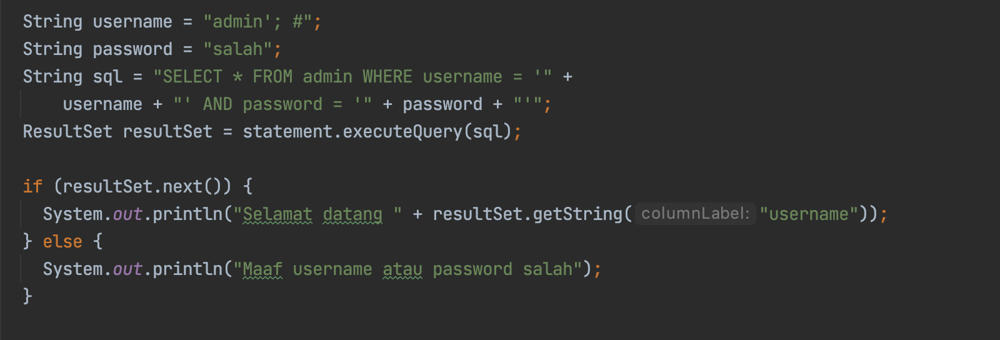 String username = "admin'; #";
String password = "salah";
String sql = "SELECT * FROM admin WHERE username = '" +
    username + "' AND password = '" + password + "'";
ResultSet resultSet = statement.executeQuery(sql);

if (resultSet.next()) {
  System.out.println("Selamat datang " + resultSet.getString( columnLabel: "username"));
} else {
  System.out.println("Maaf username atau password salah");
}